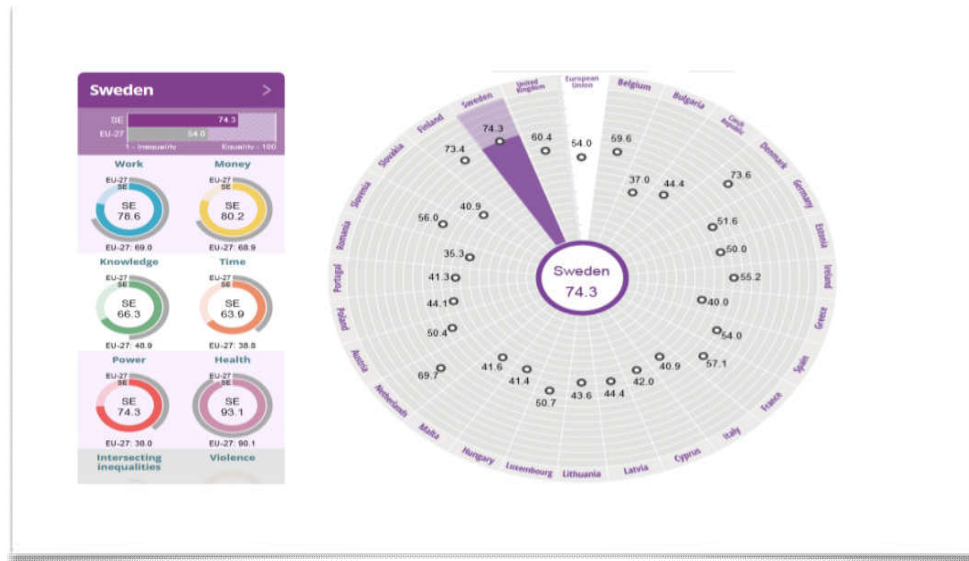 Sweden >
SE 74.3
EU-27 54.0
1 - Inequality Equality - 100
Work Money
EU-27 EU-27
SE SE
SE SE
78.6 80.2
EU-27: 69.0 EU-27: 68.9
Knowledge Time
EU-27 EU-27
SE SE
SE SE
66.3 63.9
EU-27: 48.9 EU-27: 38.8
Power Health
EU-27 EU-27
SE SE
SE SE
74.3 93.1
EU-27: 38.0 EU-27: 90.1
Intersecting Violence
inequalities
European
Union
54.0
Belgium
59.6
Bulgaria
37.0
Czech
Republic
44.4
Denmark
73.6
Germany
51.6
Estonia
50.0
Ireland
55.2
Greece
40.0
Spain
54.0
France
57.1
Italy
40.9
Cyprus
42.0
Latvia
44.4
Lithuania
43.6
Luxembourg
50.7
Hungary
41.4
Malta
41.6
Netherlands
69.7
Austria
50.4
Poland
44.1
Portugal
41.3
Romania
35.3
Slovenia
56.0
Slovakia
40.9
Finland
73.4
Sweden
74.3
United
Kingdom
60.4
Sweden
74.3